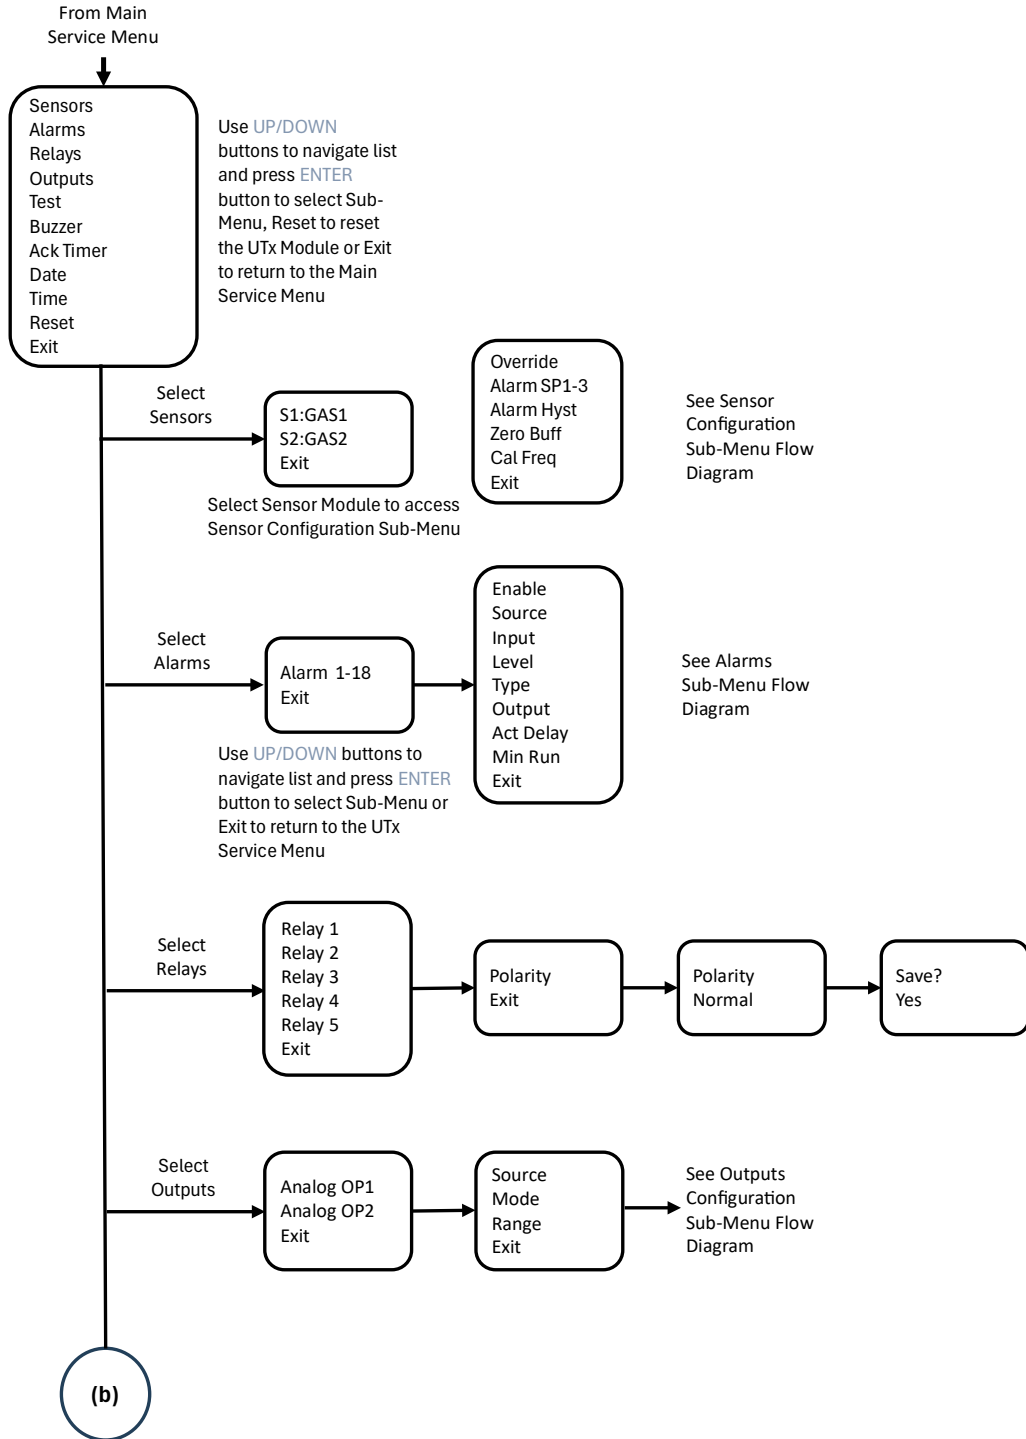 From Main
Service Menu
Sensors
Alarms
Relays
Outputs
Test
Buzzer
Ack Timer
Date
Time
Reset
Exit
Use UP/DOWN
buttons to navigate list
and press ENTER
button to select Sub-
Menu, Reset to reset
the UTx Module or Exit
to return to the Main
Service Menu
Select
Sensors
S1:GAS1
S2:GAS2
Exit
Select Sensor Module to access
Sensor Configuration Sub-Menu
Override
Alarm SP1-3
Alarm Hyst
Zero Buff
Cal Freq
Exit
See Sensor
Configuration
Sub-Menu Flow
Diagram
Select
Alarms
Alarm 1-18
Exit
Use UP/DOWN buttons to
navigate list and press ENTER
button to select Sub-Menu or
Exit to return to the UTx
Service Menu
Enable
Source
Input
Level
Type
Output
Act Delay
Min Run
Exit
See Alarms
Sub-Menu Flow
Diagram
Select
Relays
Relay 1
Relay 2
Relay 3
Relay 4
Relay 5
Exit
Polarity
Exit
Polarity
Normal
Save?
Yes
Select
Outputs
Analog OP1
Analog OP2
Exit
Source
Mode
Range
Exit
See Outputs
Configuration
Sub-Menu Flow
Diagram
(b)